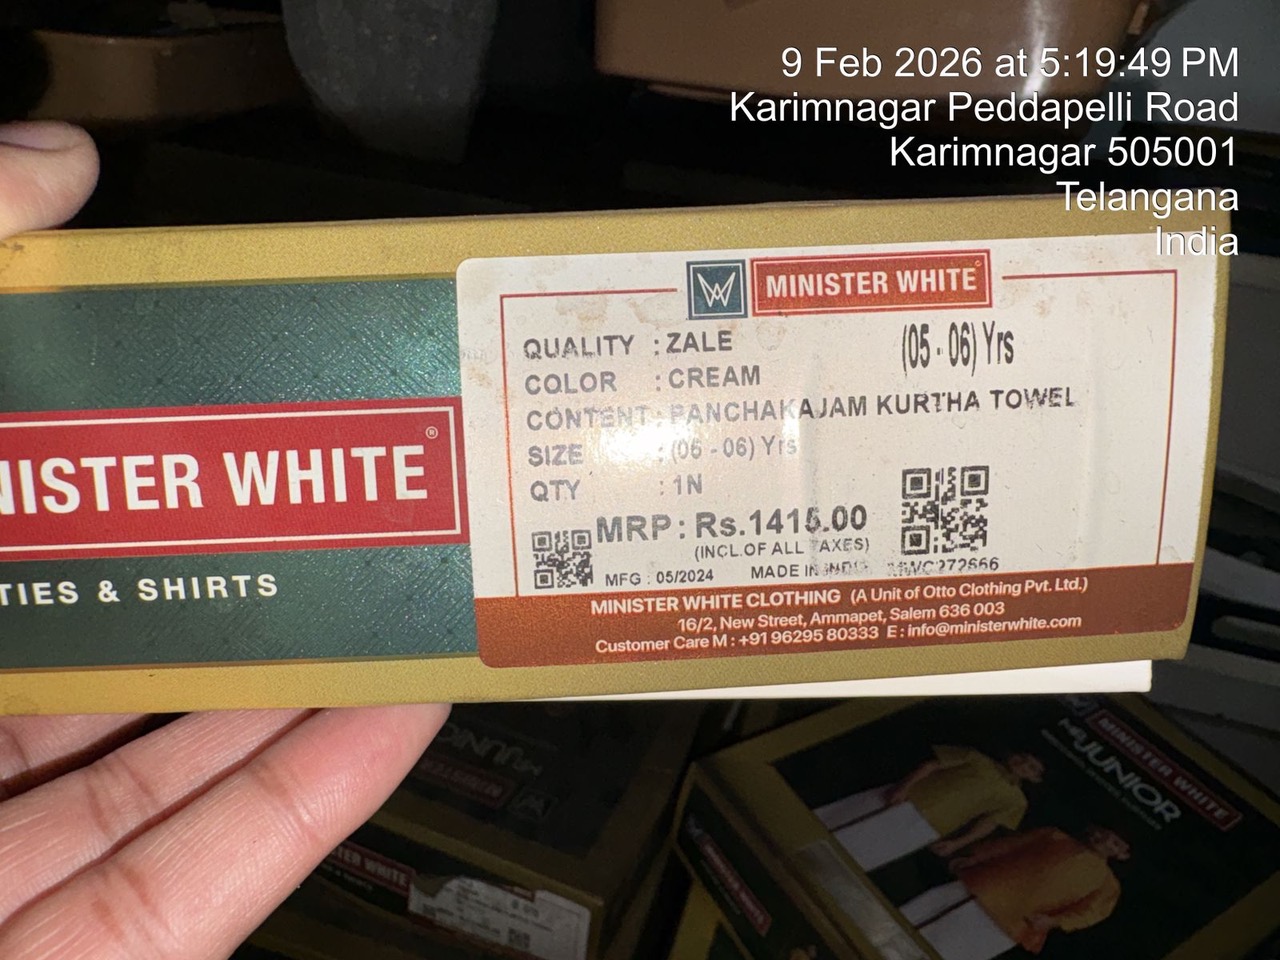 9 Feb 2026 at 5:19:49 PM
Karimnagar Peddapelli Road
Karimnagar 505001
Telangana
India
MINISTER WHITE
QUALITY : ZALE
(05 - 06) Yrs
COLOR : CREAM
CONTENT : PANCHAKAJAM KURTHA TOWEL
SIZE : (05 - 06) Yrs
QTY : 1N
MRP : Rs.1415.00
(INCL.OF ALL TAXES)
MFG : 05/2024 MADE IN INDIA MWC272666
MINISTER WHITE CLOTHING (A Unit of Otto Clothing Pvt. Ltd.)
16/2, New Street, Ammapet, Salem 636 003
Customer Care M : +91 96295 80333 E : info@ministerwhite.com
NISTER WHITE®
TIES & SHIRTS
MINISTER WHITE
JUNIOR
STER WHITE